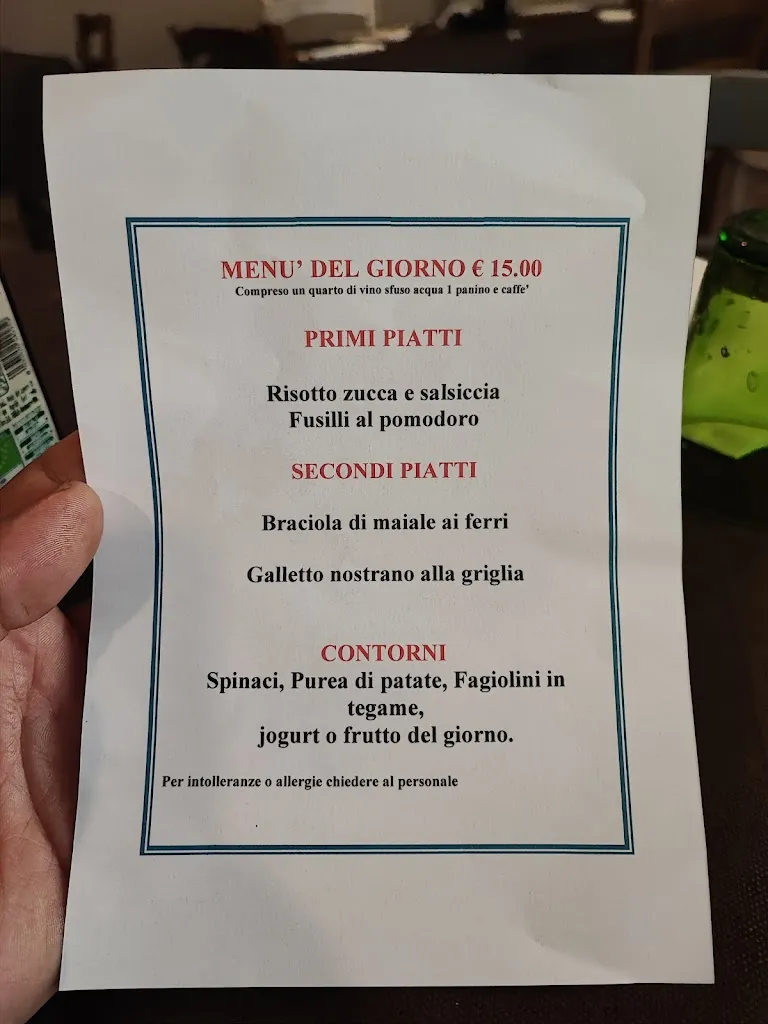 MENU' DEL GIORNO € 15.00
Compreso un quarto di vino sfuso acqua 1 panino e caffe'
PRIMI PIATTI
Risotto zucca e salsiccia
Fusilli al pomodoro
SECONDI PIATTI
Braciola di maiale ai ferri
Galletto nostrano alla griglia
CONTORNI
Spinaci, Purea di patate, Fagiolini in
tegame,
jogurt o frutto del giorno.
Per intolleranze o allergie chiedere al personale